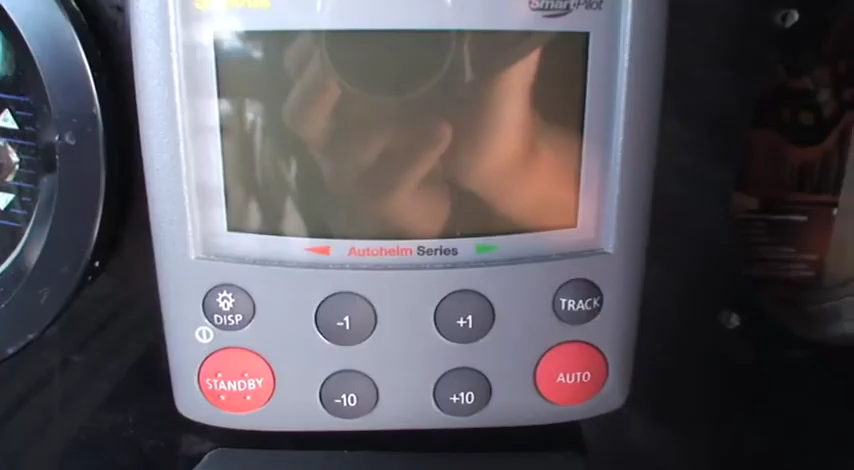 SmartPilot
Autohelm Series
DISP
-1
+1
TRACK
STANDBY
-10
+10
AUTO